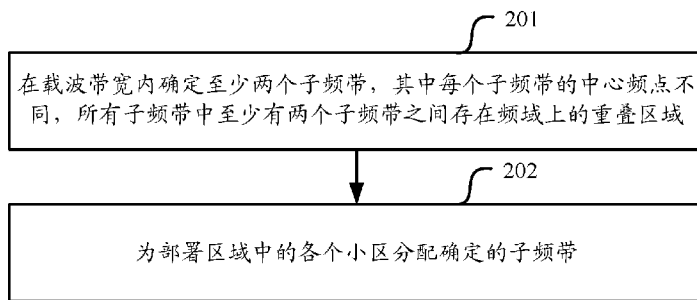 201
在载波带宽内确定至少两个子频带，其中每个子频带的中心频点不
同，所有子频带中至少有两个子频带之间存在频域上的重叠区域
202
为部署区域中的各个小区分配确定的子频带